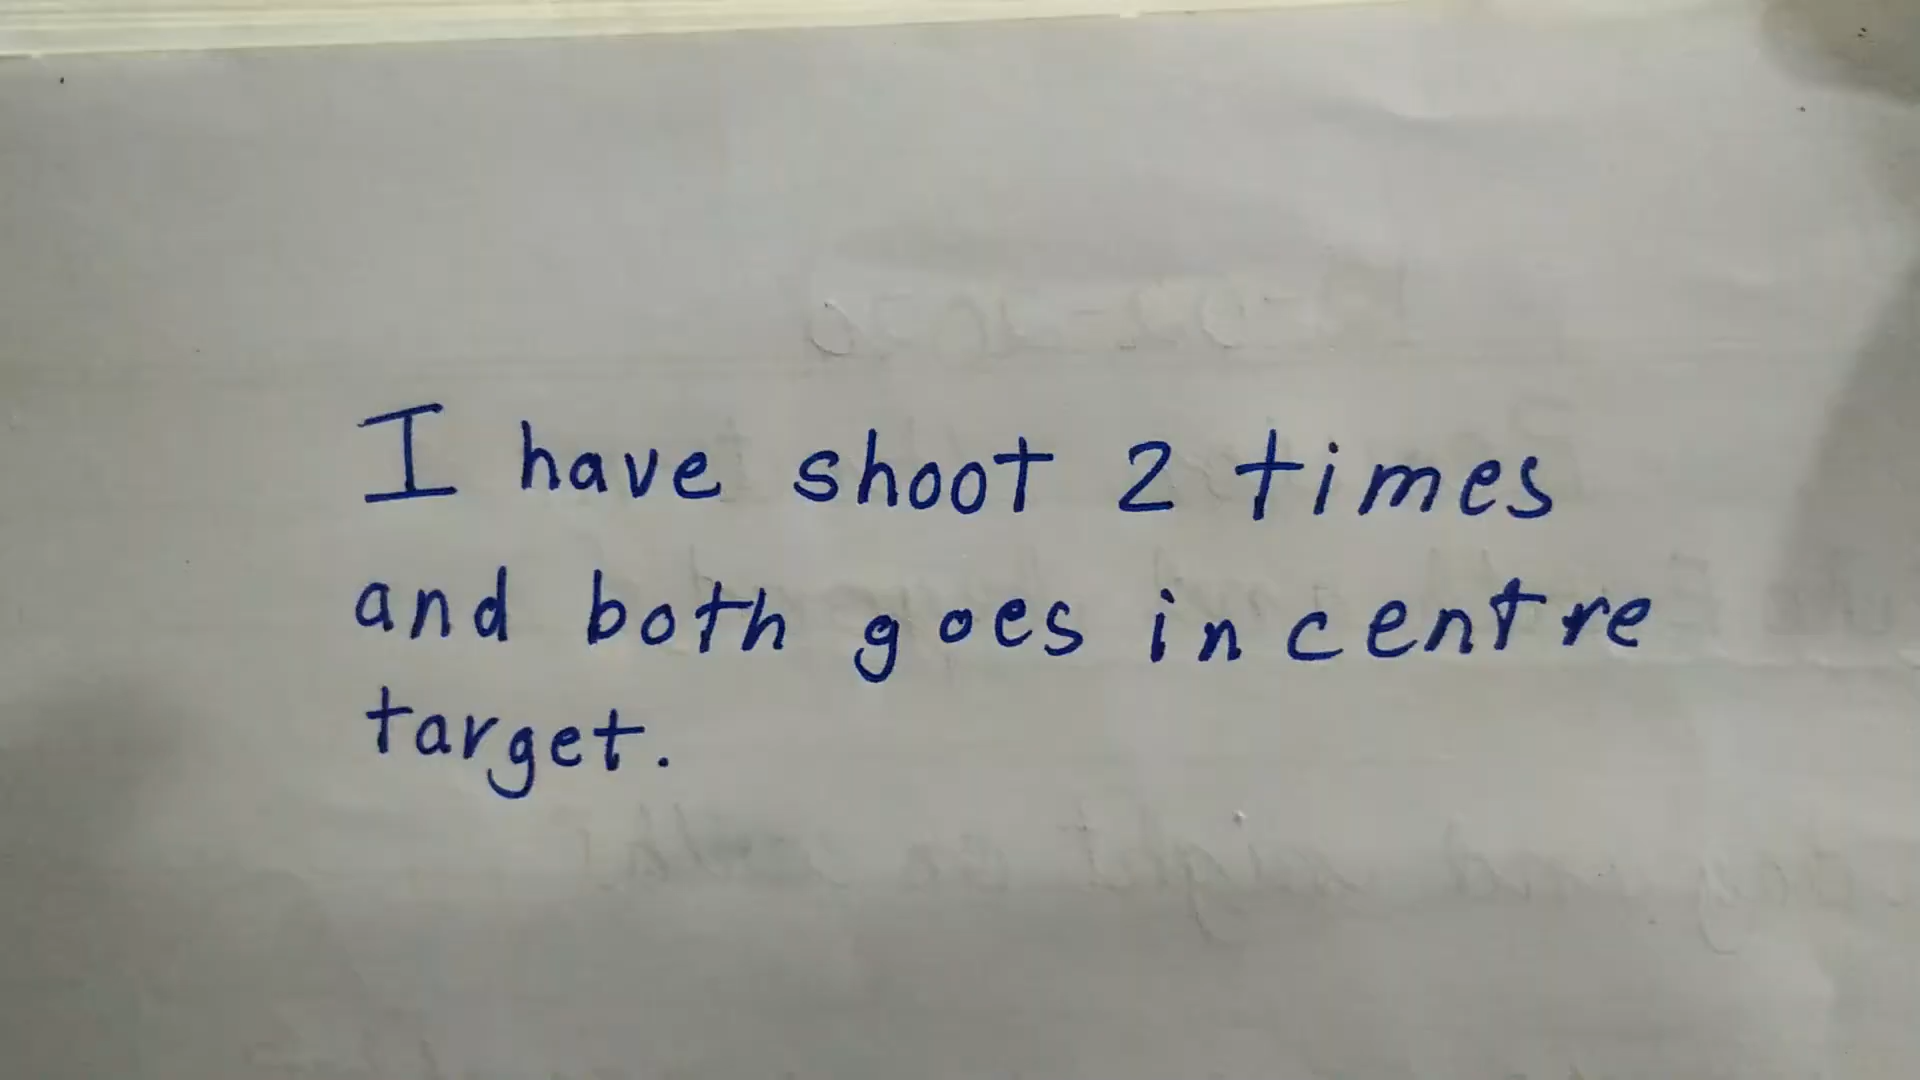 I have shoot 2 times
and both goes in centre
target.